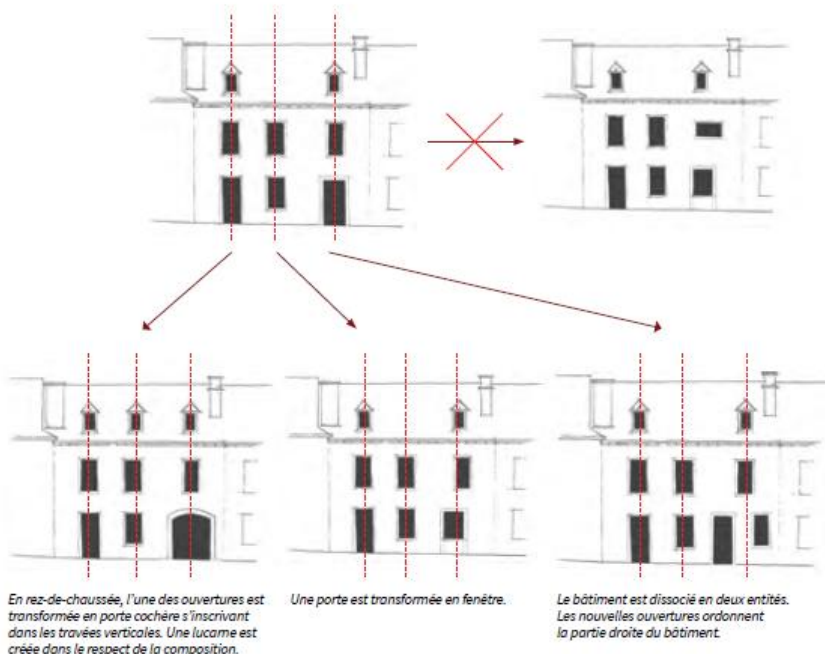 En rez-de-chaussée, l'une des ouvertures est
transformée en porte cochère s'inscrivant
dans les travées verticales. Une lucarne est
créée dans le respect de la composition.
Une porte est transformée en fenêtre.
Le bâtiment est dissocié en deux entités.
Les nouvelles ouvertures ordonnent
la partie droite du bâtiment.